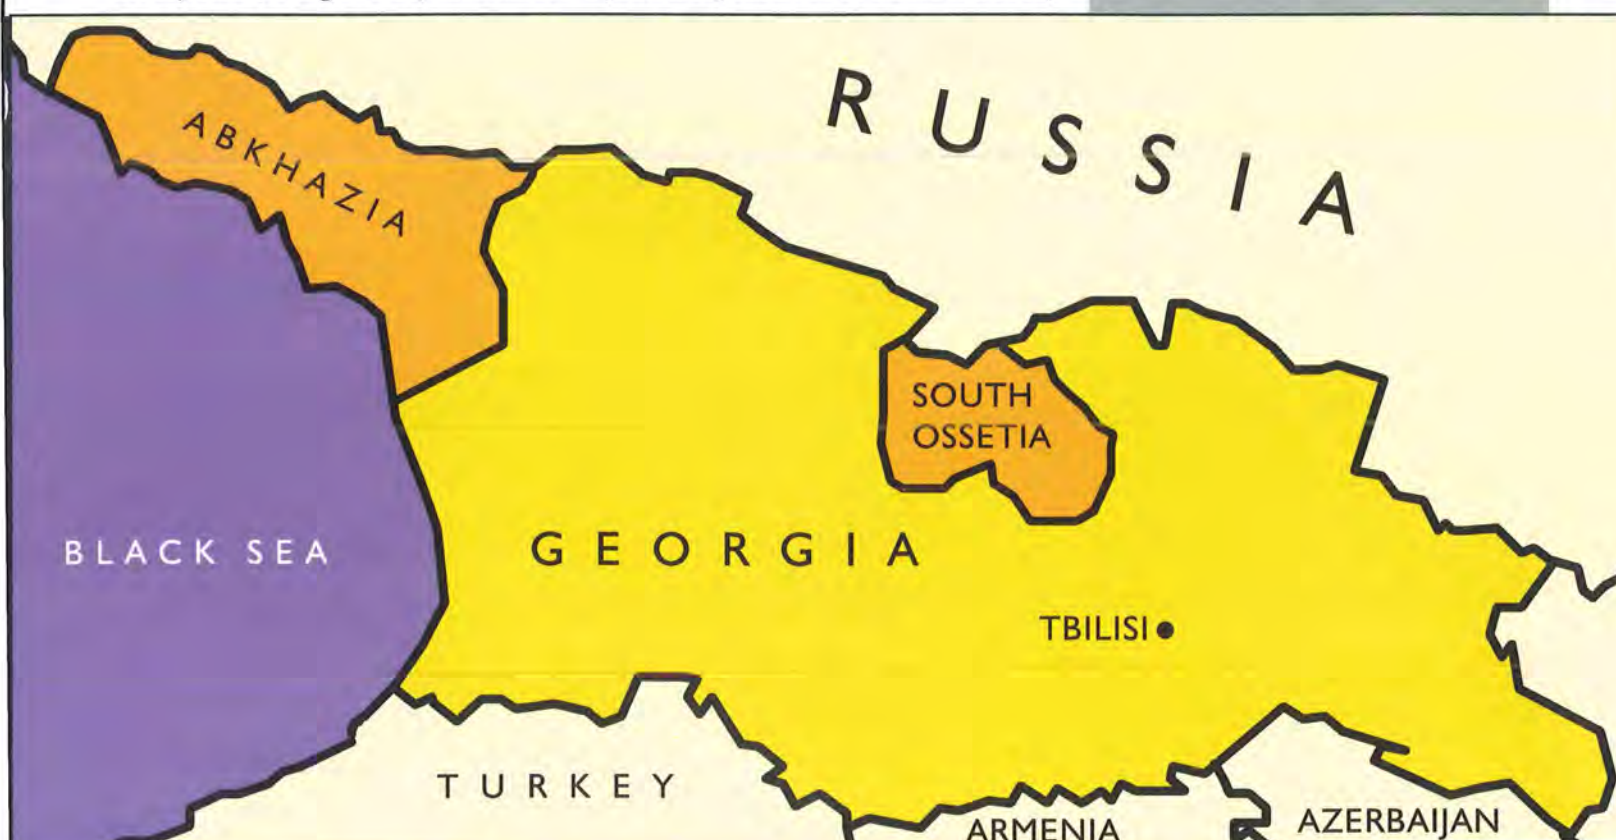 RUSSIA
ABKHAZIA
SOUTH
OSSETIA
BLACK SEA
GEORGIA
TBILISI
TURKEY
ARMENIA
AZERBAIJAN